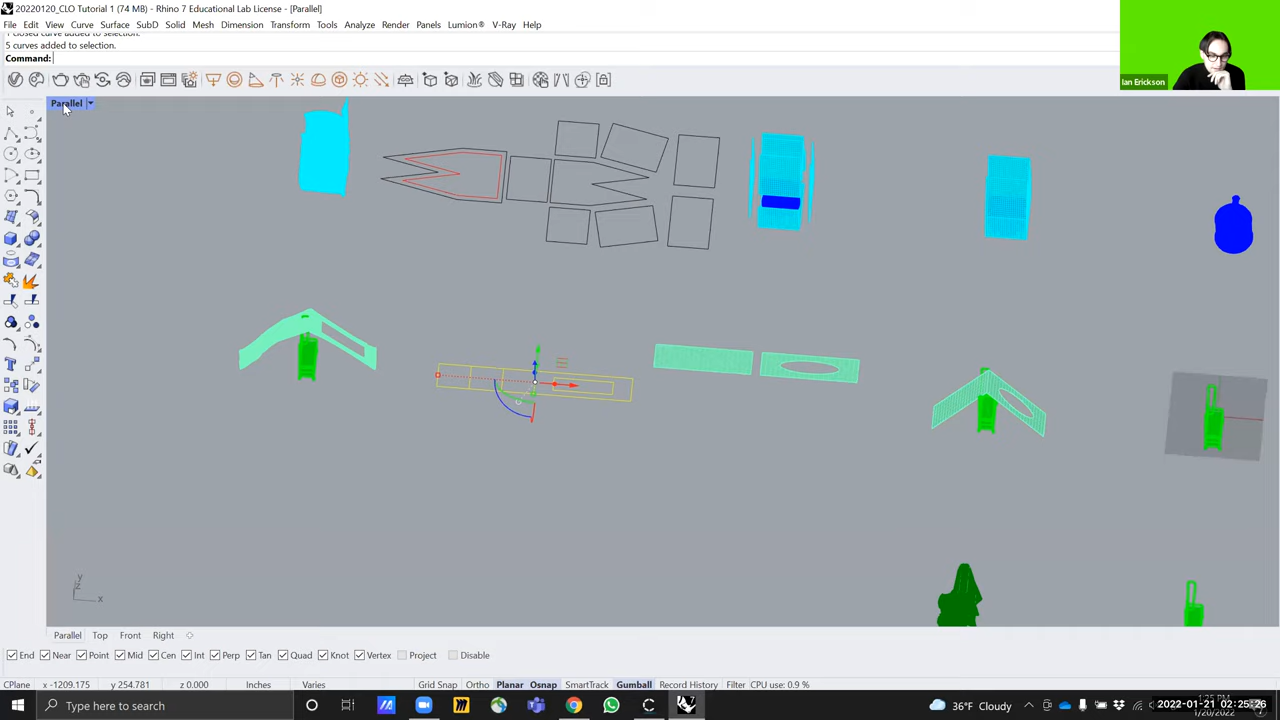 20220120_CLO Tutorial 1 (74 MB) - Rhino 7 Educational Lab License - [Parallel]
File Edit View Curve Surface SubD Solid Mesh Dimension Transform Tools Analyze Render Panels Lumion® V-Ray Help
5 curves added to selection.
Command:
Ian Erickson
Parallel
y
z
x
Parallel Top Front Right
End Near Point Mid Cen Int Perp Tan Quad Knot Vertex Project Disable
CPlane x -1209.175 y 254.781 z 0.000 Inches Varies Grid Snap Ortho Planar Osnap SmartTrack Gumball Record History Filter CPU use: 0.9 %
Type here to search
36°F Cloudy
2022-01-21 02:25:26
1/20/2022